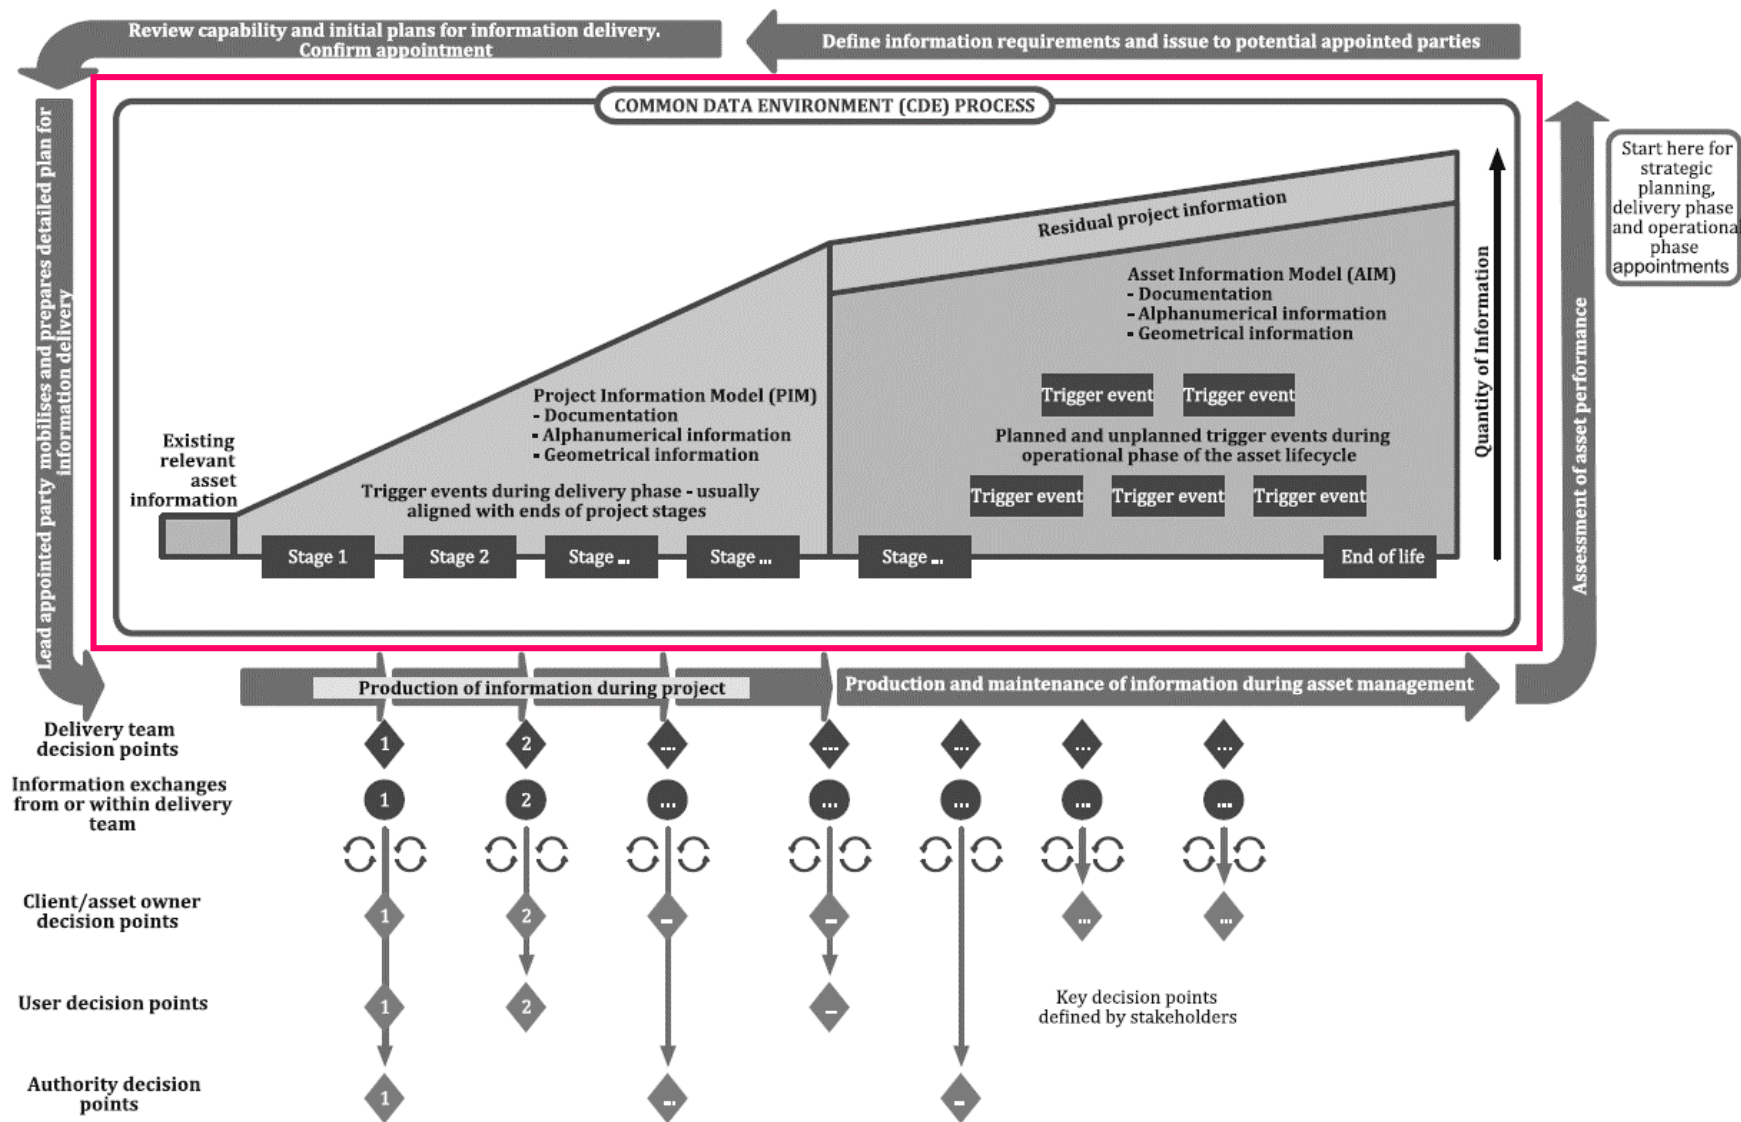 Review capability and initial plans for information delivery.
Confirm appointment
Define information requirements and issue to potential appointed parties
Lead appointed party mobilises and prepares detailed plan for
information delivery
COMMON DATA ENVIRONMENT (CDE) PROCESS
Start here for
strategic
planning,
delivery phase
and operational
phase
appointments
Residual project information
Asset Information Model (AIM)
- Documentation
- Alphanumerical information
- Geometrical information
Quantity of Information
Assessment of asset performance
Project Information Model (PIM)
- Documentation
- Alphanumerical information
- Geometrical information
Trigger event
Trigger event
Planned and unplanned trigger events during
operational phase of the asset lifecycle
Trigger event
Trigger event
Trigger event
Existing
relevant
asset
information
Trigger events during delivery phase - usually
aligned with ends of project stages
Stage 1
Stage 2
Stage ...
Stage ...
Stage ...
End of life
Production of information during project
Production and maintenance of information during asset management
Delivery team
decision points
1
2
...
...
...
...
...
Information exchanges
from or within delivery
team
1
2
...
...
...
...
...
Client/asset owner
decision points
1
2
...
...
...
...
User decision points
1
2
...
Key decision points
defined by stakeholders
Authority decision
points
1
...
...